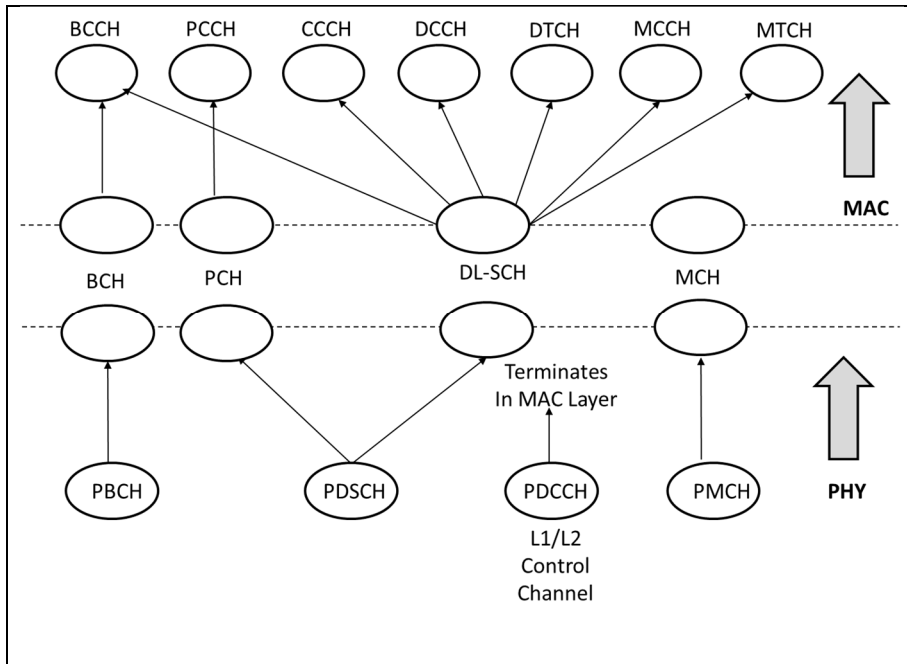 BCCH PCCH CCCH DCCH DTCH MCCH MTCH
MAC
BCH PCH DL-SCH MCH
Terminates
In MAC Layer
PBCH PDSCH PDCCH PMCH PHY
L1/L2
Control
Channel